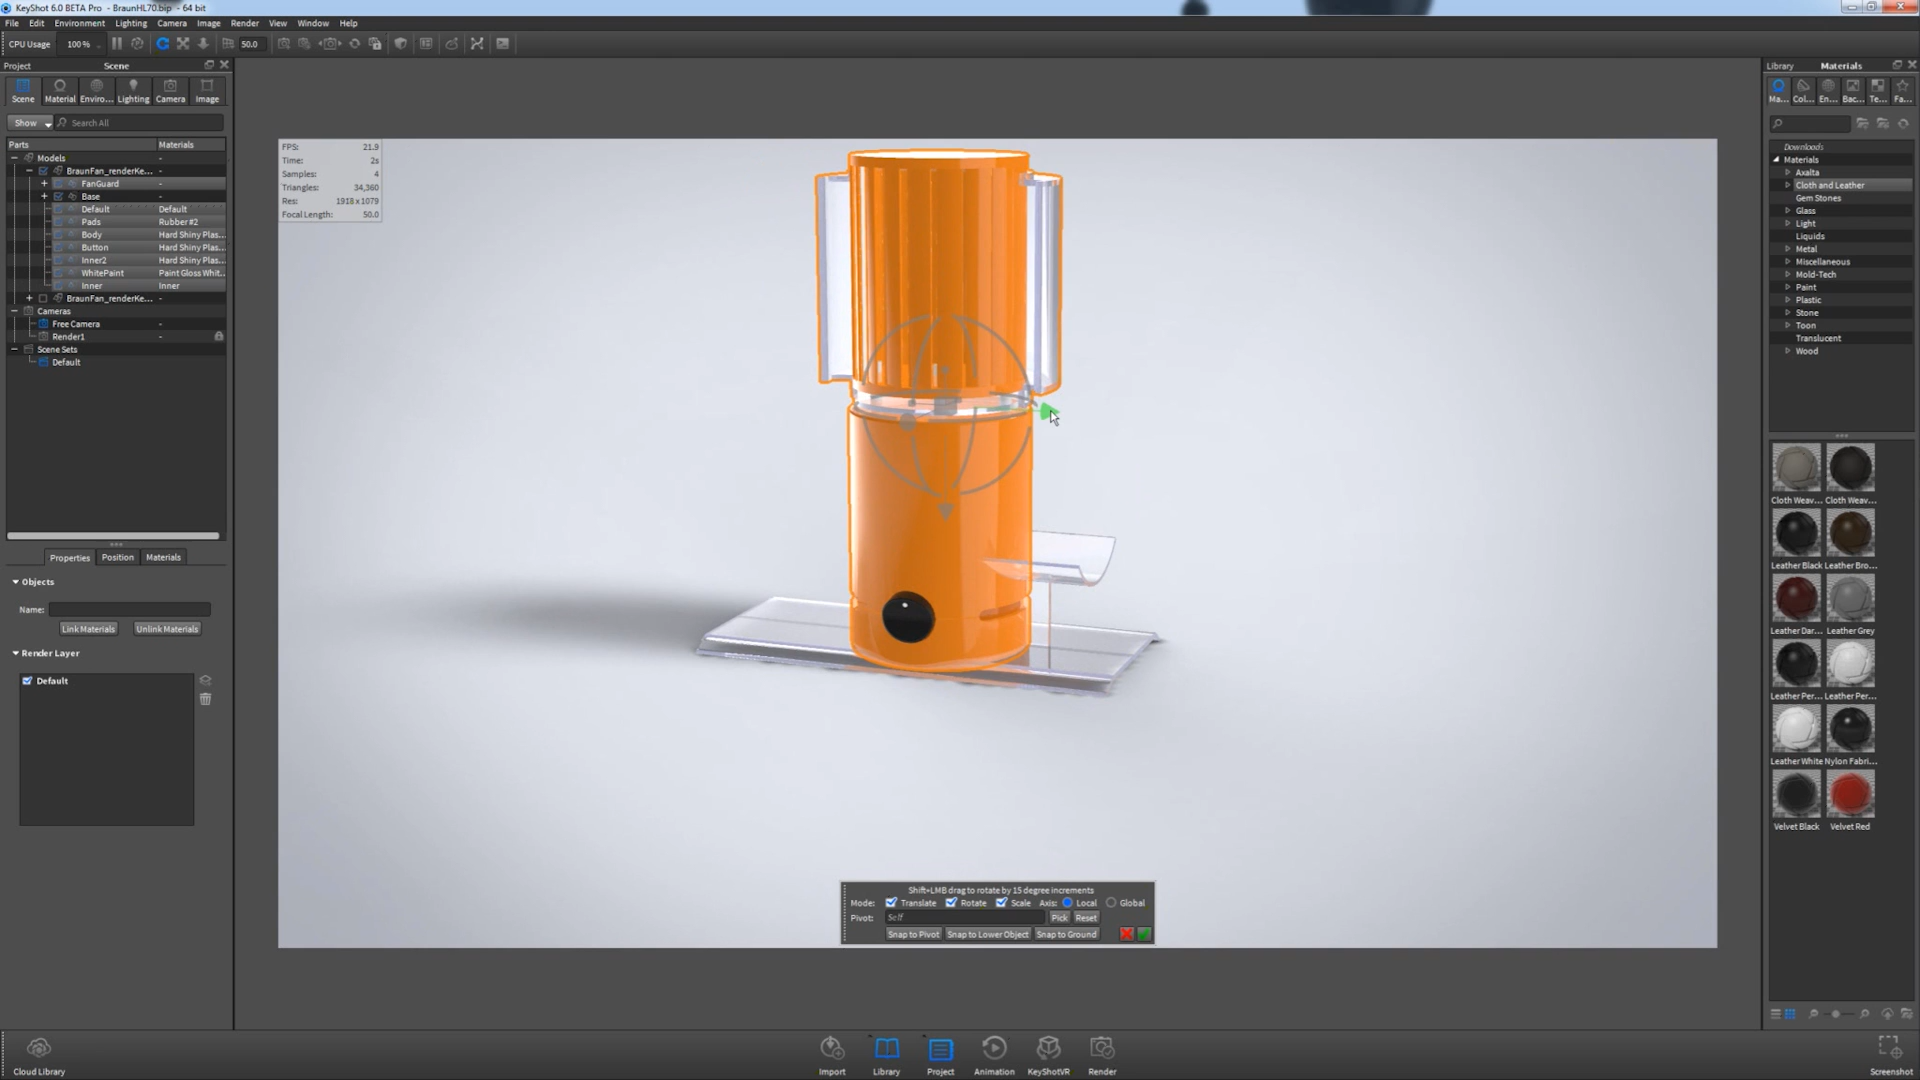 KeyShot 6.0 BETA Pro - BraunHL70.bip - 64 bit
File Edit Environment Lighting Camera Image Render View Window Help
CPU Usage 100 % 50.0
Project Scene
Scene Material Enviro... Lighting Camera Image
Show Search All
Parts Materials
Models -
BraunFan_renderKe... -
FanGuard -
Base -
Default Default
Pads Rubber #2
Body Hard Shiny Plas...
Button Hard Shiny Plas...
Inner2 Hard Shiny Plas...
WhitePaint Paint Gloss Whit...
Inner Inner
BraunFan_renderKe... -
Cameras
Free Camera -
Render1 -
Scene Sets
Default
Properties Position Materials
Objects
Name:
Link Materials Unlink Materials
Render Layer
Default
FPS: 21.9
Time: 2s
Samples: 4
Triangles: 34,360
Res: 1918 x 1079
Focal Length: 50.0
Shift+LMB drag to rotate by 15 degree increments
Mode: Translate Rotate Scale Axis: Local Global
Pivot: Self Pick Reset
Snap to Pivot Snap to Lower Object Snap to Ground
Library Materials
Ma... Col... En... Bac... Te... Fa...
Downloads
Materials
Axalta
Cloth and Leather
Gem Stones
Glass
Light
Liquids
Metal
Miscellaneous
Mold-Tech
Paint
Plastic
Stone
Toon
Translucent
Wood
Cloth Weav... Cloth Weav...
Leather Black Leather Bro...
Leather Dar... Leather Grey
Leather Per... Leather Per...
Leather White Nylon Fabri...
Velvet Black Velvet Red
Cloud Library Import Library Project Animation KeyShotVR Render Screenshot